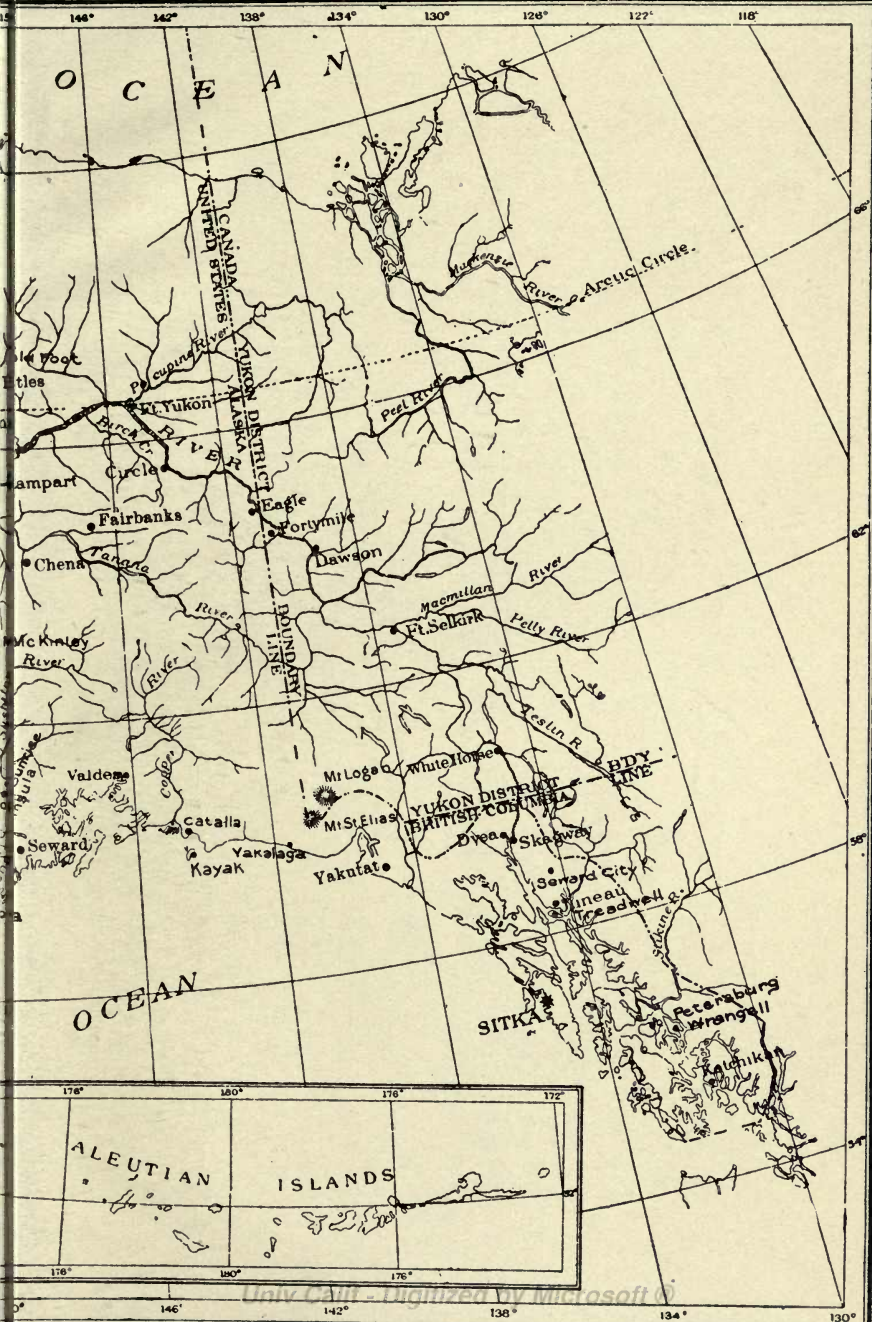 146° 142° 138° 134° 130° 126° 122° 118°
OCEAN
66°
CANADA
UNITED STATES
Mackenzie
River
Arctic Circle
Porcupine River
YUKON DISTRICT
ALASKA
Peel River
Ft. Yukon
Birch Cr
RIVER
Circle
ampart
Eagle
Fairbanks
Fortymile
62°
Chena
Tanana
Dawson
River
Macmillan
River
Ft. Selkirk
Pelly River
BOUNDARY
LINE
McKinley
River
River
Teslin R
BDY
LINE
White Horse
Mt Logan
Valdez
Copper
YUKON DISTRICT
BRITISH COLUMBIA
Mt St Elias
Catalla
Dyea
Skagway
58°
Seward
Yakataga
Kayak
Yakutat
Seward City
Juneau
Treadwell
Stikine R.
OCEAN
Petersburg
Wrangell
SITKA
Ketchikan
54°
176° 180° 176° 172°
ALEUTIAN ISLANDS
176° 180° 176°
Univ Calif - Digitized by Microsoft ®
146° 142° 138° 134° 130°